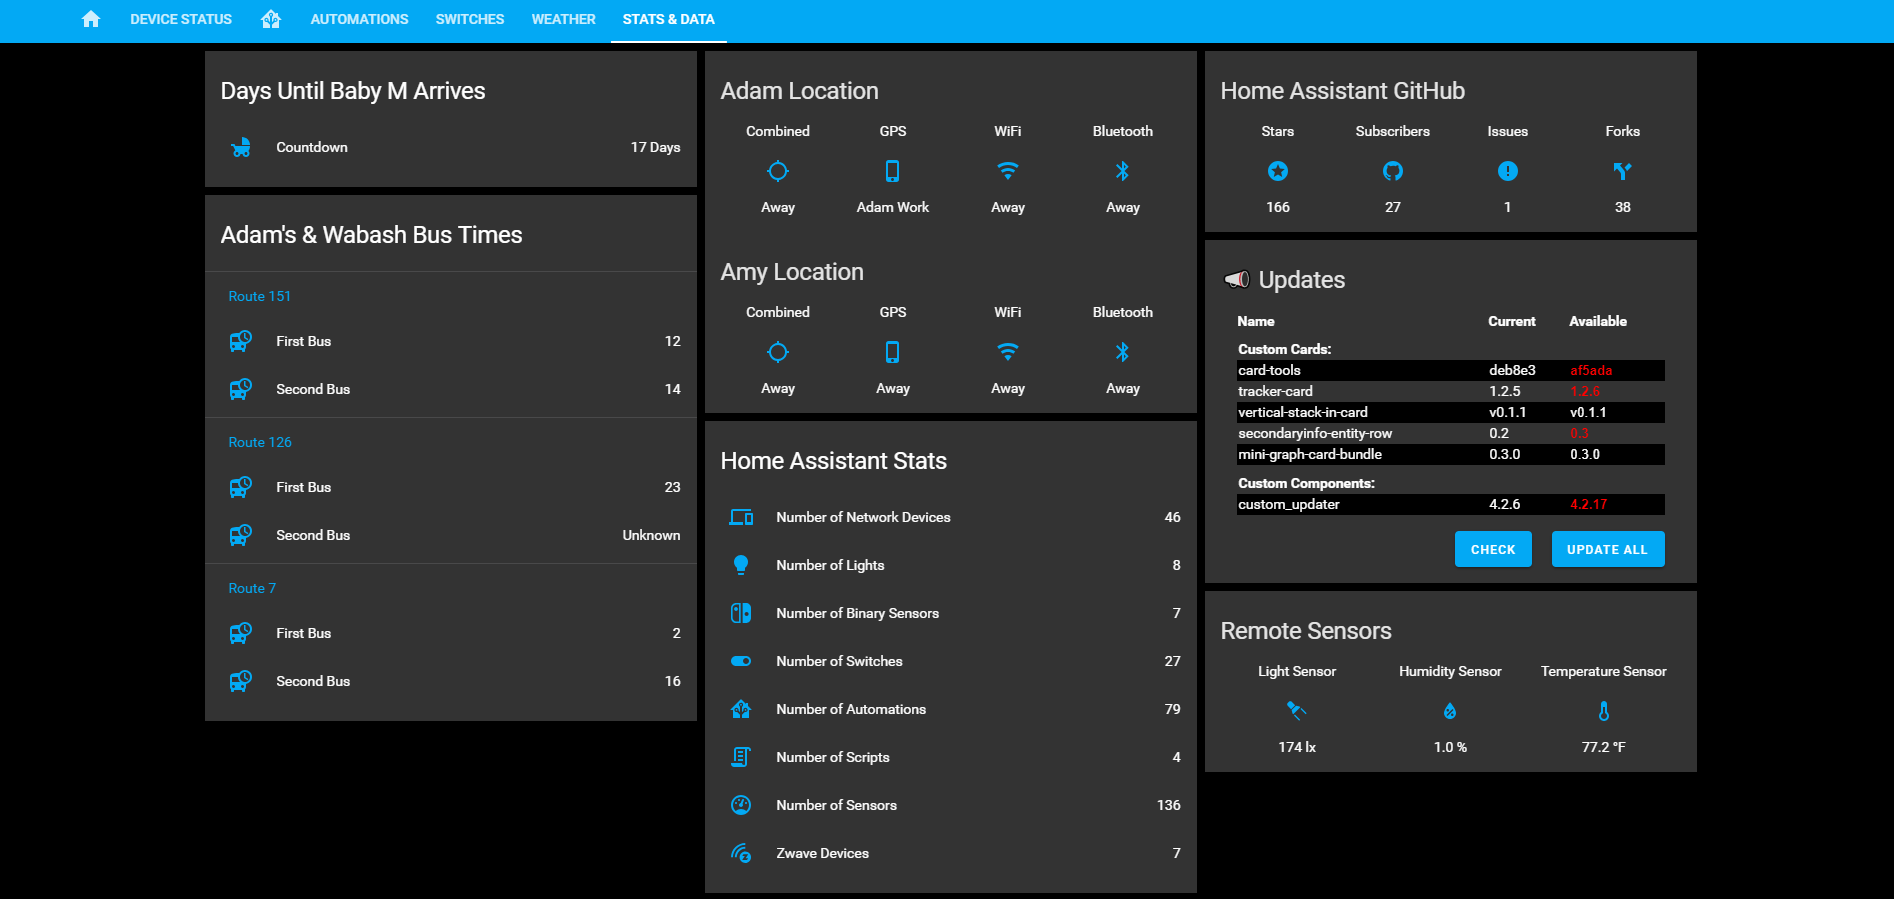 DEVICE STATUS AUTOMATIONS SWITCHES WEATHER STATS & DATA
Days Until Baby M Arrives
Countdown 17 Days
Adam's & Wabash Bus Times
Route 151
First Bus 12
Second Bus 14
Route 126
First Bus 23
Second Bus Unknown
Route 7
First Bus 2
Second Bus 16
Adam Location
Combined GPS WiFi Bluetooth
Away Adam Work Away Away
Amy Location
Combined GPS WiFi Bluetooth
Away Away Away Away
Home Assistant Stats
Number of Network Devices 46
Number of Lights 8
Number of Binary Sensors 7
Number of Switches 27
Number of Automations 79
Number of Scripts 4
Number of Sensors 136
Zwave Devices 7
Home Assistant GitHub
Stars Subscribers Issues Forks
166 27 1 38
Updates
Name Current Available
Custom Cards:
card-tools deb8e3 af5ada
tracker-card 1.2.5 1.2.6
vertical-stack-in-card v0.1.1 v0.1.1
secondaryinfo-entity-row 0.2 0.3
mini-graph-card-bundle 0.3.0 0.3.0
Custom Components:
custom_updater 4.2.6 4.2.17
CHECK UPDATE ALL
Remote Sensors
Light Sensor Humidity Sensor Temperature Sensor
174 lx 1.0 % 77.2 °F